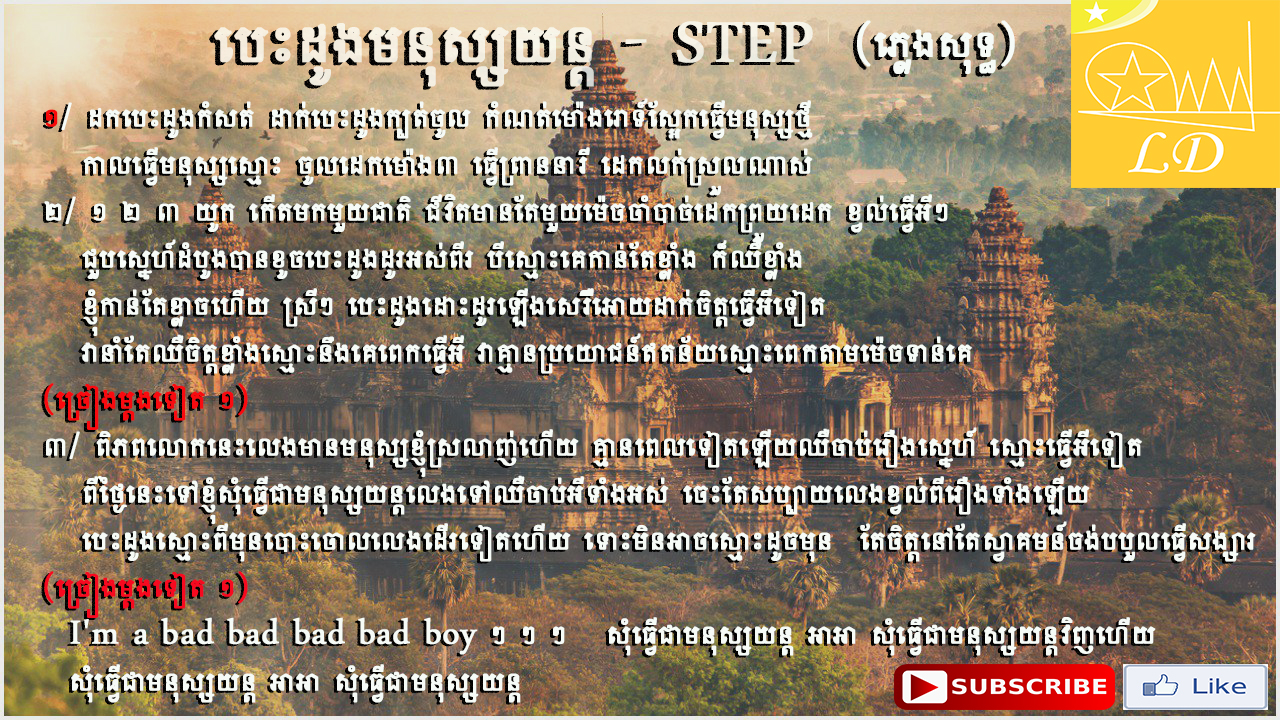 បេះដូងមនុស្សយន្ត - STEP (ភ្លេងសុទ្ធ)
LD
១/ ដកបេះដូងកំសត់ ដាក់បេះដូងក្បត់ចូល កំណត់ម៉ោងរោទ៍ស្អែកធ្វើមនុស្សថ្មី
កាលធ្វើមនុស្សស្មោះ ចូលដេកម៉ោង៣ ធ្វើព្រាននារី ដេកលក់ស្រួលណាស់
២/ ១ ២ ៣ យូក កើតមកមួយជាតិ ជីវិតមានតែមួយម៉េចចាំបាច់ដេកព្រួយដេក ខ្វល់ធ្វើអីៗ
ជួបស្នេហ៍ដំបូងបានខូចបេះដូងដូរអស់ពីរ បីស្មោះគេកាន់តែខ្លាំង ក៏ឈឺខ្លាំង
ខ្ញុំកាន់តែខ្លាចហើយ ស្រីៗ បេះដូងដោះដូរឡើងសេរីអោយដាក់ចិត្តធ្វើអីទៀត
វានាំតែឈឺចិត្តខ្លាំងស្មោះនឹងគេពេកធ្វើអី វាគ្មានប្រយោជន៍ឥតន័យស្មោះពេកតាមម៉េចទាន់គេ
(ច្រៀងម្ដងទៀត ១)
៣/ ពិភពលោកនេះលេងមានមនុស្សខ្ញុំស្រលាញ់ហើយ គ្មានពេលទៀតឡើយឈឺចាប់រឿងស្នេហ៍ ស្មោះធ្វើអីទៀត
ពីថ្ងៃនេះទៅខ្ញុំសុំធ្វើជាមនុស្សយន្តលេងទៅឈឺចាប់អីទាំងអស់ ចេះតែសប្បាយលេងខ្វល់ពីរឿងទាំងឡើយ
បេះដូងស្មោះពីមុនបោះចោលលេងដើរទៀតហើយ ទោះមិនអាចស្មោះដូចមុន តែចិត្តនៅតែស្វាគមន៍ចង់បបួលធ្វើសង្សារ
(ច្រៀងម្ដងទៀត ១)
I'm a bad bad bad bad boy ១ ១ ១ សុំធ្វើជាមនុស្សយន្ត អាអា សុំធ្វើជាមនុស្សយន្តវិញហើយ
សុំធ្វើជាមនុស្សយន្ត អាអា សុំធ្វើជាមនុស្សយន្ត
SUBSCRIBE
Like